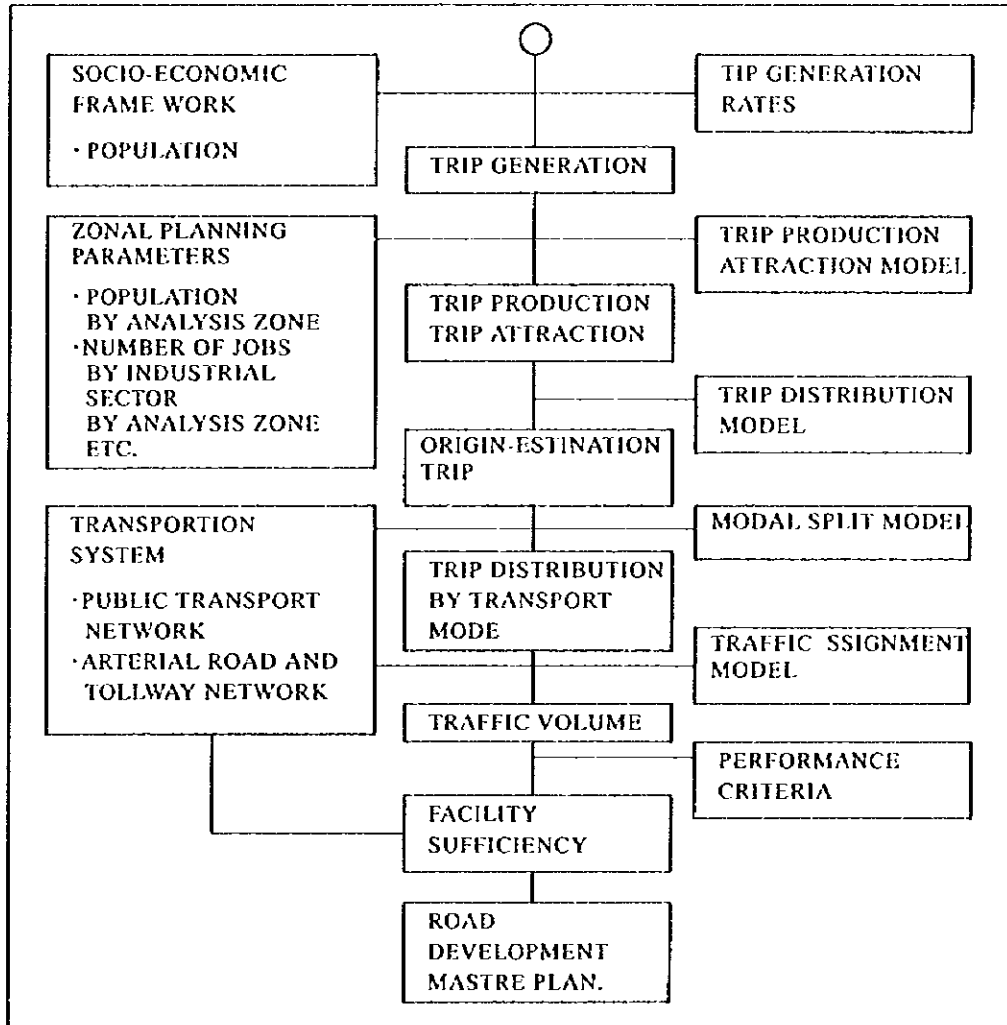 SOCIO-ECONOMIC
FRAME WORK
· POPULATION
TIP GENERATION
RATES
TRIP GENERATION
ZONAL PLANNING
PARAMETERS
· POPULATION
BY ANALYSIS ZONE
·NUMBER OF JOBS
BY INDUSTRIAL
SECTOR
BY ANALYSIS ZONE
ETC.
TRIP PRODUCTION
ATTRACTION MODEL
TRIP PRODUCTION
TRIP ATTRACTION
TRIP DISTRIBUTION
MODEL
ORIGIN-ESTINATION
TRIP
TRANSPORTION
SYSTEM
·PUBLIC TRANSPORT
NETWORK
·ARTERIAL ROAD AND
TOLLWAY NETWORK
MODAL SPLIT MODEL
TRIP DISTRIBUTION
BY TRANSPORT
MODE
TRAFFIC SSIGNMENT
MODEL
TRAFFIC VOLUME
PERFORMANCE
CRITERIA
FACILITY
SUFFICIENCY
ROAD
DEVELOPMENT
MASTRE PLAN.